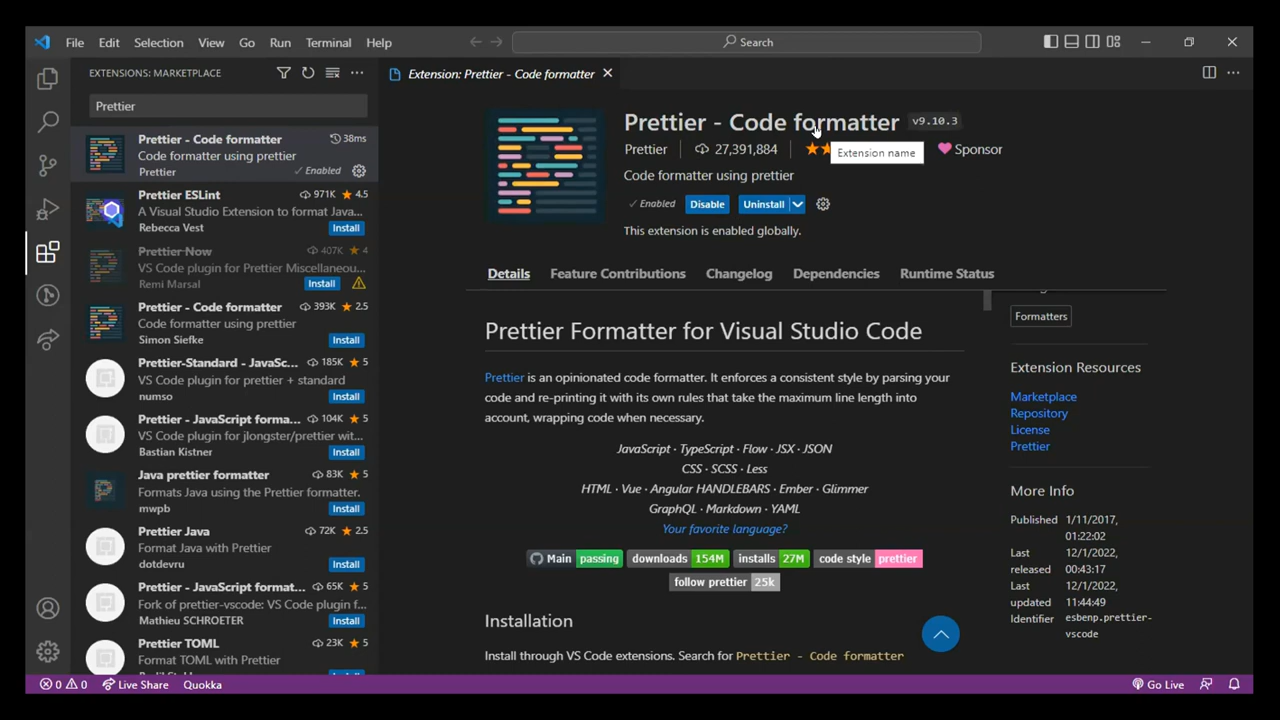 File Edit Selection View Go Run Terminal Help
Search
EXTENSIONS: MARKETPLACE
Prettier
Prettier - Code formatter 38ms
Code formatter using prettier
Prettier Enabled
Prettier ESLint 971K 4.5
A Visual Studio Extension to format Java...
Rebecca Vest Install
Prettier Now 407K 4
VS Code plugin for Prettier Miscellaneou...
Remi Marsal Install
Prettier - Code formatter 393K 2.5
Code formatter using prettier
Simon Siefke Install
Prettier-Standard - JavaSc... 185K 5
VS Code plugin for prettier + standard
numso Install
Prettier - JavaScript forma... 104K 5
VS Code plugin for jlongster/prettier wit...
Bastian Kistner Install
Java prettier formatter 83K 5
Formats Java using the Prettier formatter.
mwpb Install
Prettier Java 72K 2.5
Format Java with Prettier
dotdevru Install
Prettier - JavaScript format... 65K 5
Fork of prettier-vscode: VS Code plugin f...
Mathieu SCHROETER Install
Prettier TOML 23K 5
Format TOML with Prettier
Extension: Prettier - Code formatter
Prettier - Code formatter v9.10.3
Prettier 27,391,884 Sponsor
Extension name
Code formatter using prettier
Enabled Disable Uninstall
This extension is enabled globally.
Details Feature Contributions Changelog Dependencies Runtime Status
Prettier Formatter for Visual Studio Code
Prettier is an opinionated code formatter. It enforces a consistent style by parsing your
code and re-printing it with its own rules that take the maximum line length into
account, wrapping code when necessary.
JavaScript · TypeScript · Flow · JSX · JSON
CSS · SCSS · Less
HTML · Vue · Angular HANDLEBARS · Ember · Glimmer
GraphQL · Markdown · YAML
Your favorite language?
Main passing downloads 154M installs 27M code style prettier
follow prettier 25k
Installation
Install through VS Code extensions. Search for Prettier - Code formatter
Formatters
Extension Resources
Marketplace
Repository
License
Prettier
More Info
Published 1/11/2017,
01:22:02
Last 12/1/2022,
released 00:43:17
Last 12/1/2022,
updated 11:44:49
Identifier esbenp.prettier-
vscode
0 0 Live Share Quokka Go Live